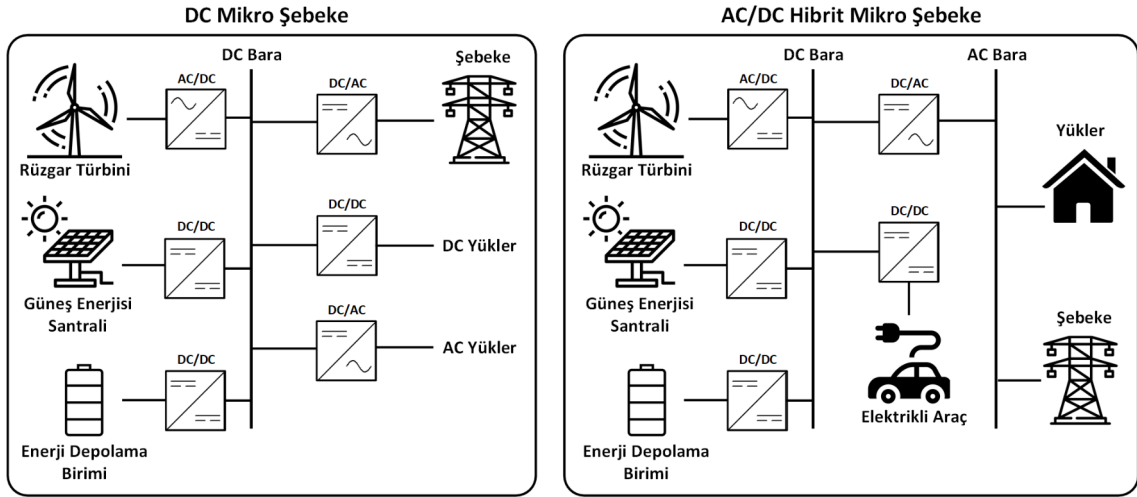 DC Mikro Şebeke
DC Bara
AC/DC
DC/AC
Şebeke
Rüzgar Türbini
DC/DC
DC/DC
DC Yükler
Güneş Enerjisi
Santrali
DC/AC
AC Yükler
DC/DC
Enerji Depolama
Birimi
AC/DC Hibrit Mikro Şebeke
DC Bara
AC Bara
AC/DC
DC/AC
Yükler
Rüzgar Türbini
DC/DC
DC/DC
Güneş Enerjisi
Santrali
Şebeke
DC/DC
Elektrikli Araç
Enerji Depolama
Birimi